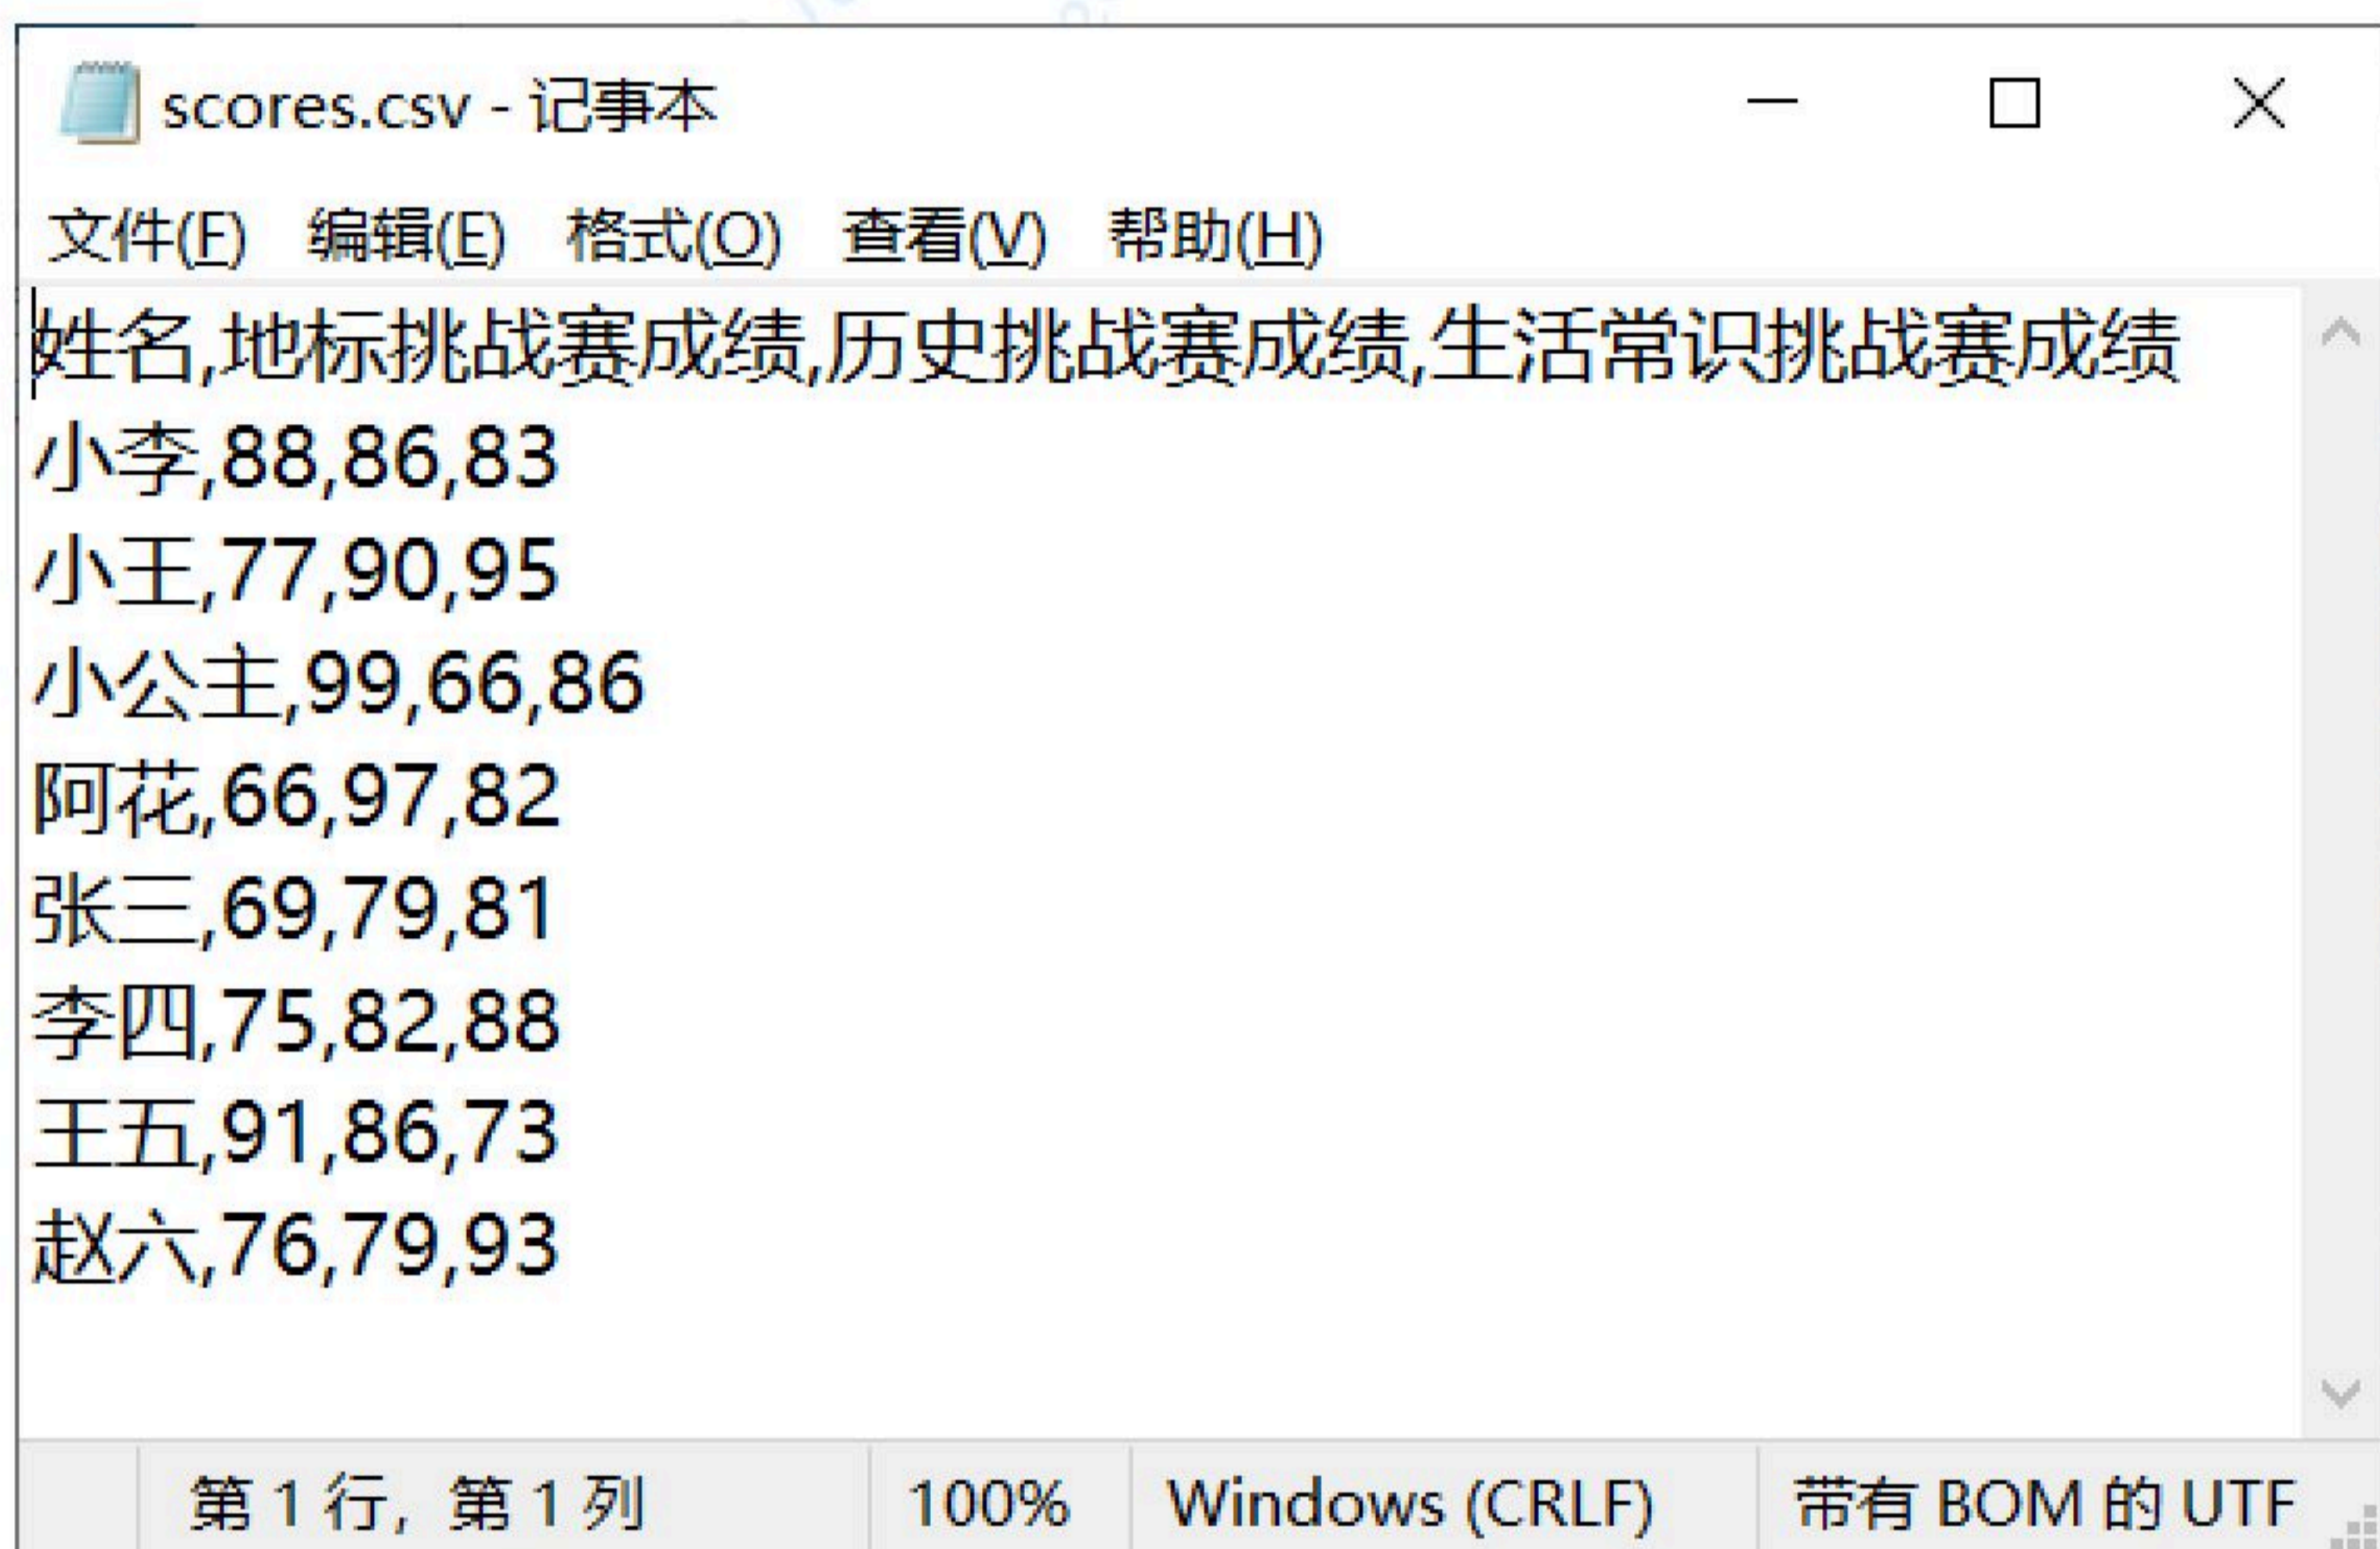 scores.csv - 记事本
文件(F) 编辑(E) 格式(O) 查看(V) 帮助(H)
姓名,地标挑战赛成绩,历史挑战赛成绩,生活常识挑战赛成绩
小李,88,86,83
小王,77,90,95
小公主,99,66,86
阿花,66,97,82
张三,69,79,81
李四,75,82,88
王五,91,86,73
赵六,76,79,93
第 1 行, 第 1 列 100% Windows (CRLF) 带有 BOM 的 UTF